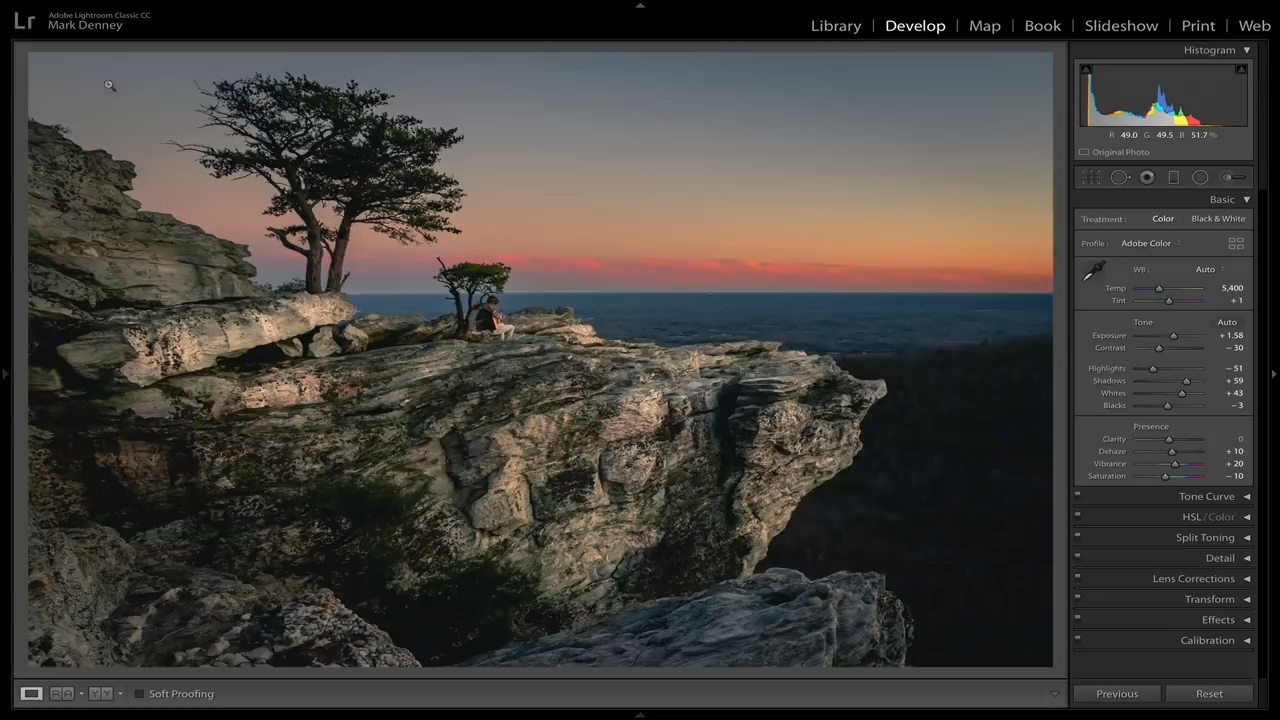 Lr
Adobe Lightroom Classic CC
Mark Denney
Library | Develop | Map | Book | Slideshow | Print | Web
Histogram
R 49.0 G 49.5 B 51.7 %
Original Photo
Basic
Treatment : Color Black & White
Profile : Adobe Color
WB : Auto
Temp 5,400
Tint + 1
Tone Auto
Exposure + 1.58
Contrast − 30
Highlights − 51
Shadows + 59
Whites + 43
Blacks − 3
Presence
Clarity 0
Dehaze + 10
Vibrance + 20
Saturation − 10
Tone Curve
HSL / Color
Split Toning
Detail
Lens Corrections
Transform
Effects
Calibration
R A Y Y Soft Proofing
Previous Reset